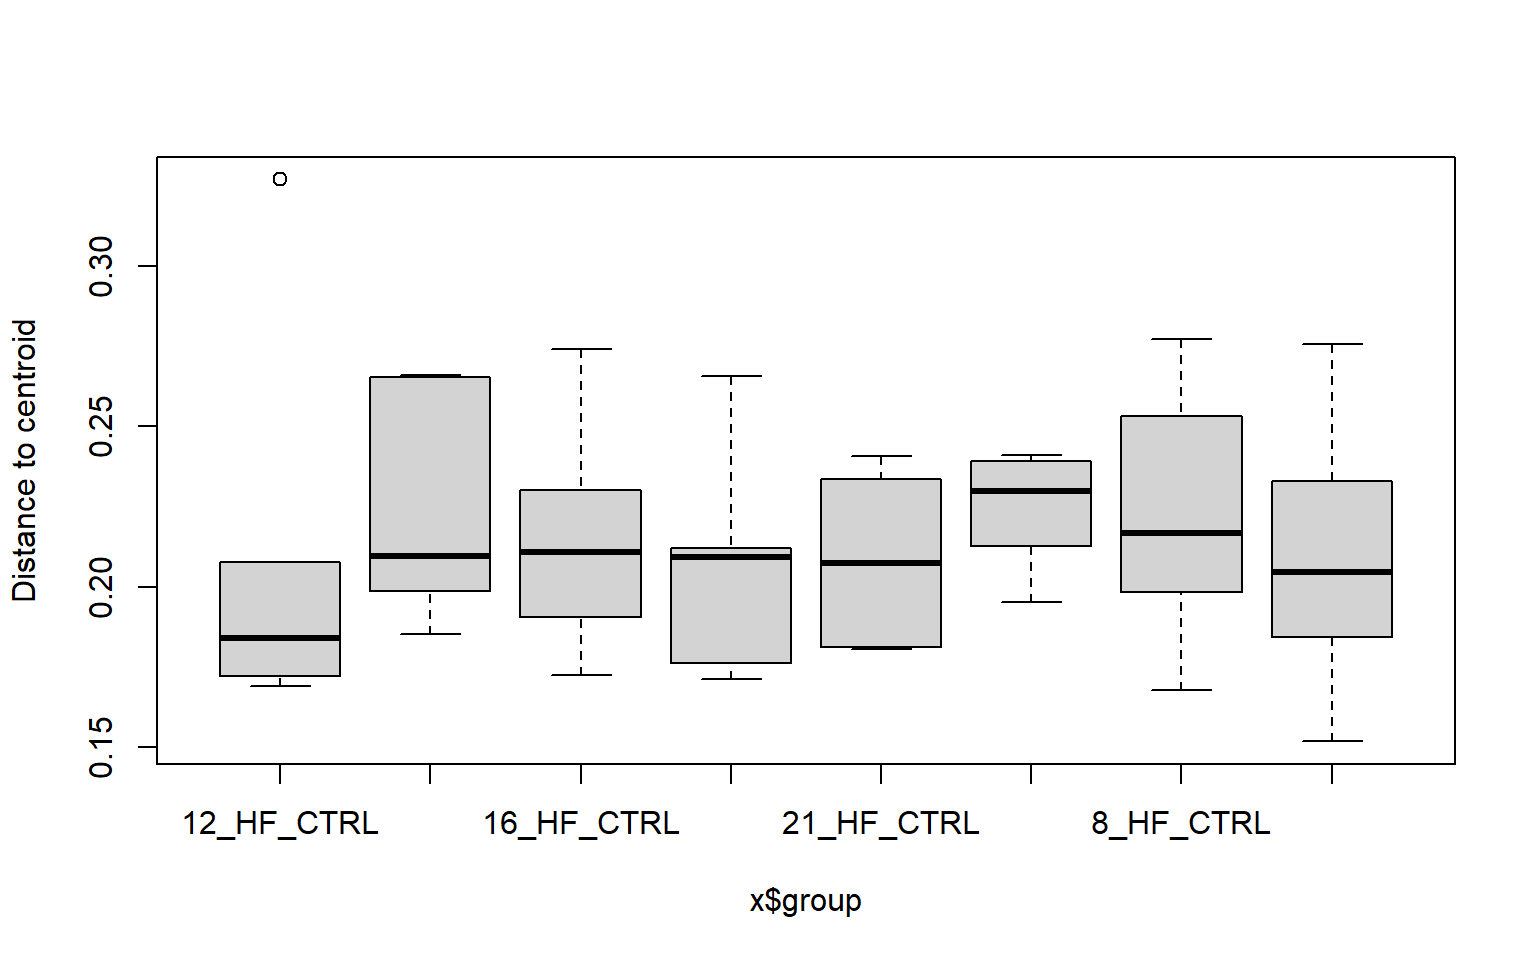 Distance to centroid
0.30
0.25
0.20
0.15
12_HF_CTRL 16_HF_CTRL 21_HF_CTRL 8_HF_CTRL
x$group